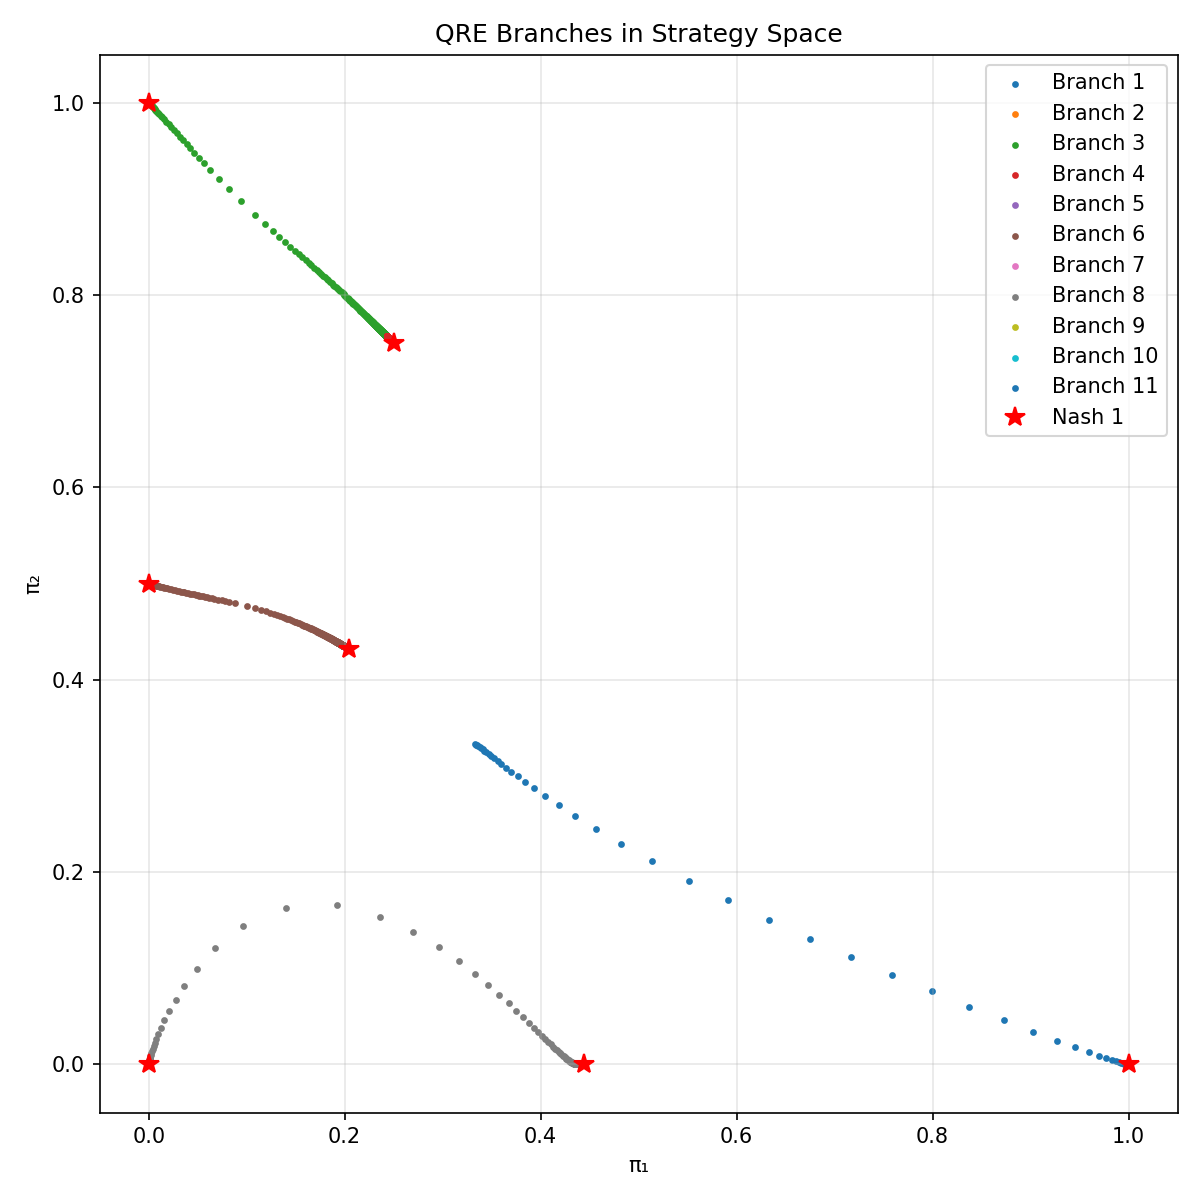 QRE Branches in Strategy Space
Branch 1
Branch 2
Branch 3
Branch 4
Branch 5
Branch 6
Branch 7
Branch 8
Branch 9
Branch 10
Branch 11
Nash 1
1.0
0.8
0.6
0.4
0.2
0.0
π₂
0.0 0.2 0.4 0.6 0.8 1.0
π₁